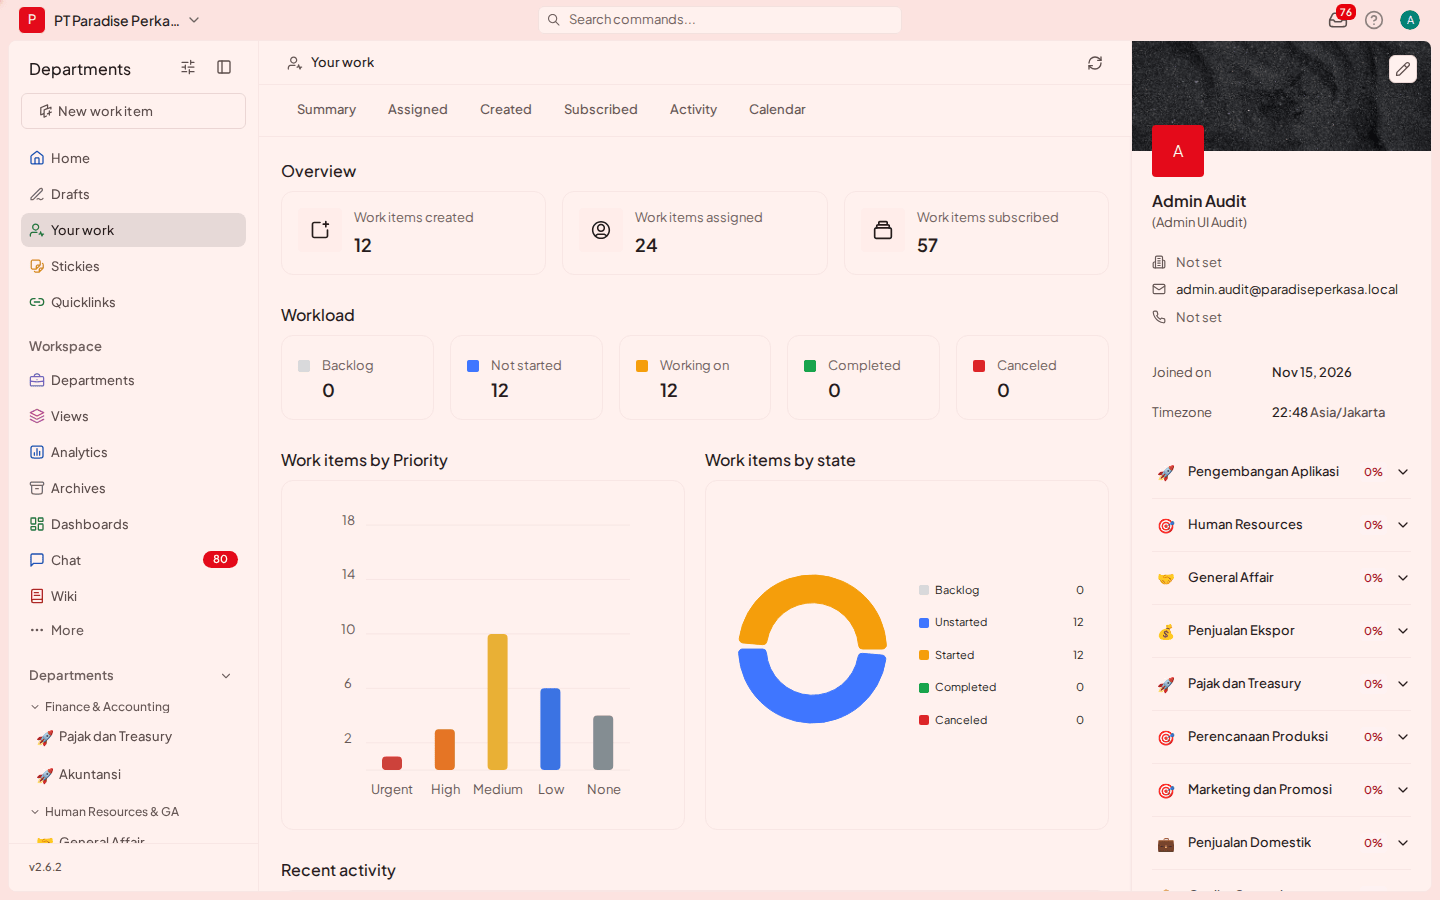 P
PT Paradise Perka...
Search commands...
76
A
Departments
New work item
Home
Drafts
Your work
Stickies
Quicklinks
Workspace
Departments
Views
Analytics
Archives
Dashboards
Chat
80
Wiki
More
Departments
Finance & Accounting
Pajak dan Treasury
Akuntansi
Human Resources & GA
General Affair
v2.6.2
Your work
Summary
Assigned
Created
Subscribed
Activity
Calendar
Overview
Work items created
12
Work items assigned
24
Work items subscribed
57
Workload
Backlog
0
Not started
12
Working on
12
Completed
0
Canceled
0
Work items by Priority
18
14
10
6
2
Urgent
High
Medium
Low
None
Work items by state
Backlog 0
Unstarted 12
Started 12
Completed 0
Canceled 0
Recent activity
A
Admin Audit
(Admin UI Audit)
Not set
admin.audit@paradiseperkasa.local
Not set
Joined on Nov 15, 2026
Timezone 22:48 Asia/Jakarta
Pengembangan Aplikasi 0%
Human Resources 0%
General Affair 0%
Penjualan Ekspor 0%
Pajak dan Treasury 0%
Perencanaan Produksi 0%
Marketing dan Promosi 0%
Penjualan Domestik 0%